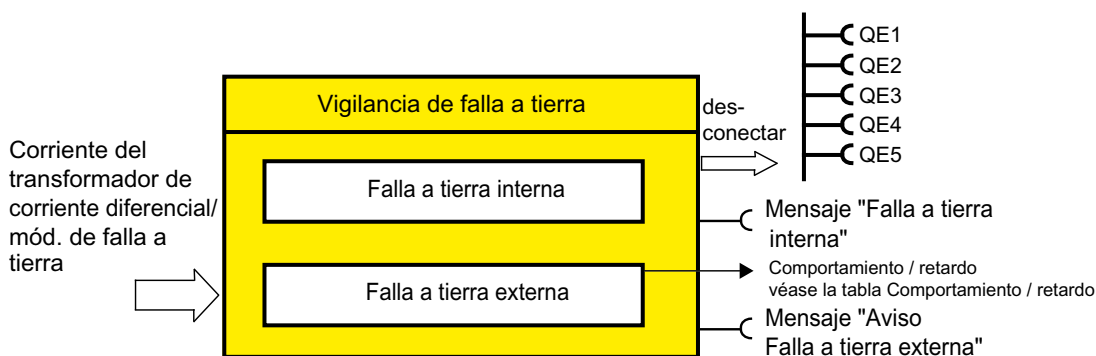 QE1
QE2
QE3
QE4
QE5
Vigilancia de falla a tierra
des-
conectar
Corriente del
transformador de
corriente diferencial/
mód. de falla a
tierra
Falla a tierra interna
Mensaje "Falla a tierra
interna"
Falla a tierra externa
Comportamiento / retardo
véase la tabla Comportamiento / retardo
Mensaje "Aviso
Falla a tierra externa"